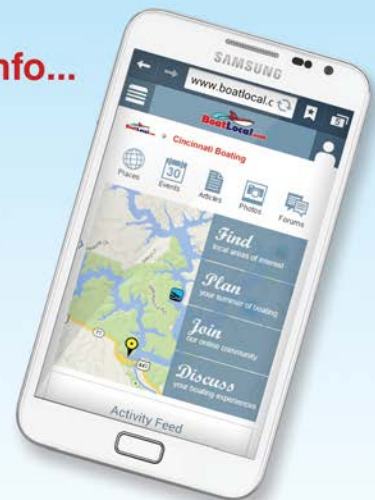 nfo...
SAMSUNG
www.boatlocal.c
BoatLocal.com
» Cincinnati Boating
Places
30
Events
Articles
Photos
Forums
Find
local areas of interest
Plan
your summer of boating
Join
our online community
Discuss
your boating experiences
Activity Feed